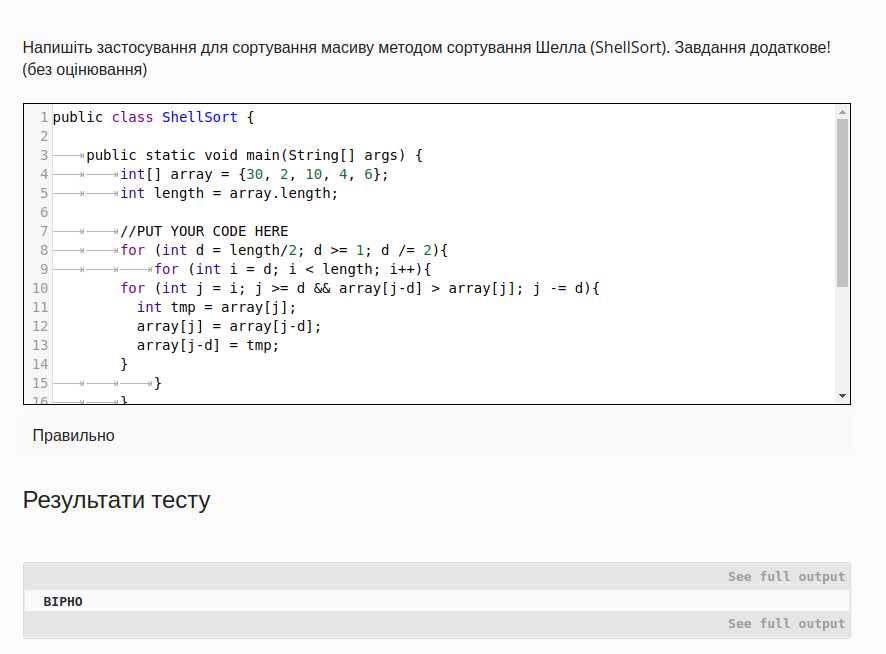 Напишіть застосування для сортування масиву методом сортування Шелла (ShellSort). Завдання додаткове!
(без оцінювання)
1 public class ShellSort {
2
3 public static void main(String[] args) {
4 int[] array = {30, 2, 10, 4, 6};
5 int length = array.length;
6
7 //PUT YOUR CODE HERE
8 for (int d = length/2; d >= 1; d /= 2){
9 for (int i = d; i < length; i++){
10 for (int j = i; j >= d && array[j-d] > array[j]; j -= d){
11 int tmp = array[j];
12 array[j] = array[j-d];
13 array[j-d] = tmp;
14 }
15 }
16 }
Правильно
Результати тесту
See full output
ВІРНО
See full output